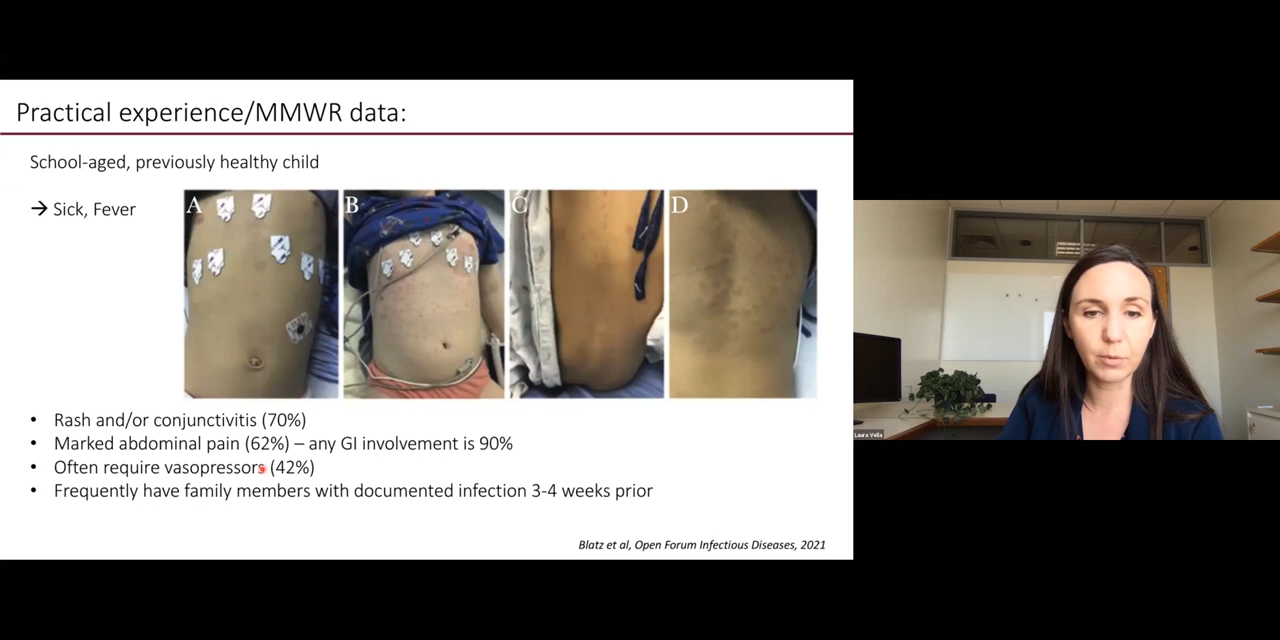 Practical experience/MMWR data:
School-aged, previously healthy child
→ Sick, Fever
A B C D
• Rash and/or conjunctivitis (70%)
• Marked abdominal pain (62%) – any GI involvement is 90%
• Often require vasopressors (42%)
• Frequently have family members with documented infection 3-4 weeks prior
Blatz et al, Open Forum Infectious Diseases, 2021
Laura Vella